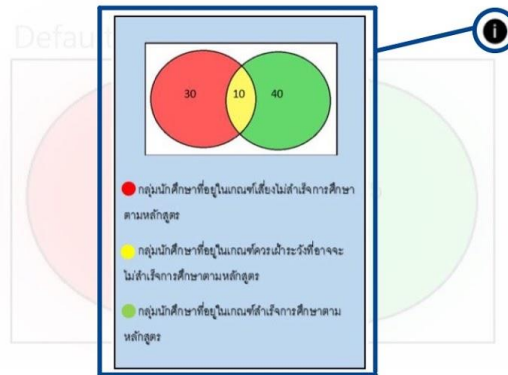 Default
i
30 10 40
กลุ่มนักศึกษาที่อยู่ในเกณฑ์เสี่ยงไม่สำเร็จการศึกษา
ตามหลักสูตร
กลุ่มนักศึกษาที่อยู่ในเกณฑ์ควรเฝ้าระวังที่อาจจะ
ไม่สำเร็จการศึกษาตามหลักสูตร
กลุ่มนักศึกษาที่อยู่ในเกณฑ์สำเร็จการศึกษาตาม
หลักสูตร